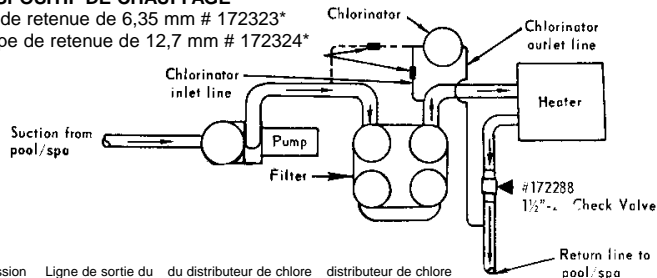 DISPOSITIF DE CHAUFFAGE
de retenue de 6,35 mm # 172323*
pe de retenue de 12,7 mm # 172324*
Chlorinator
Chlorinator
outlet line
Chlorinator
inlet line
Heater
Suction from
pool/spa
Pump
Filter
#172288
1½"- Check Valve
Return line to
pool/spa
ssion Ligne de sortie du du distributeur de chlore distributeur de chlore